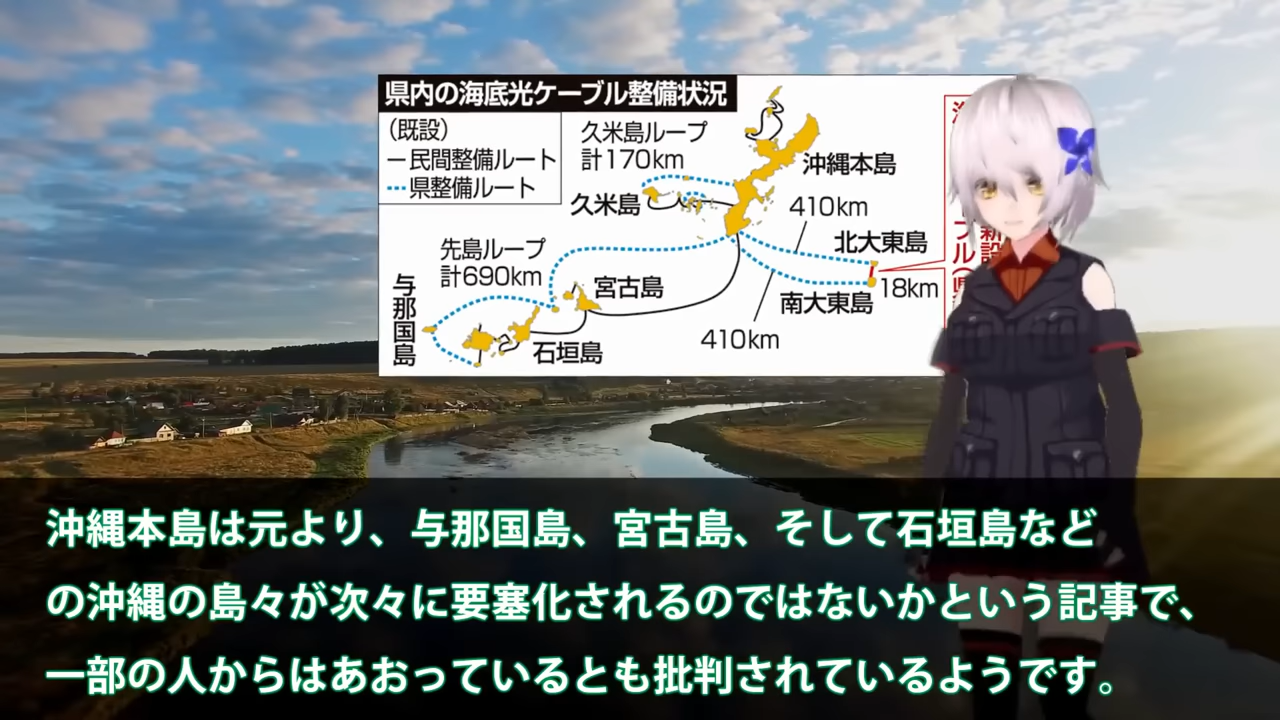 県内の海底光ケーブル整備状況
(既設)
民間整備ルート
県整備ルート
久米島ループ
計170km
沖縄本島
久米島
410km
北大東島
先島ループ
計690km
宮古島
18km
南大東島
与那国島
410km
石垣島
新設
沖縄本島は元より、与那国島、宮古島、そして石垣島など
の沖縄の島々が次々に要塞化されるのではないかという記事で、
一部の人からはあおっているとも批判されているようです。